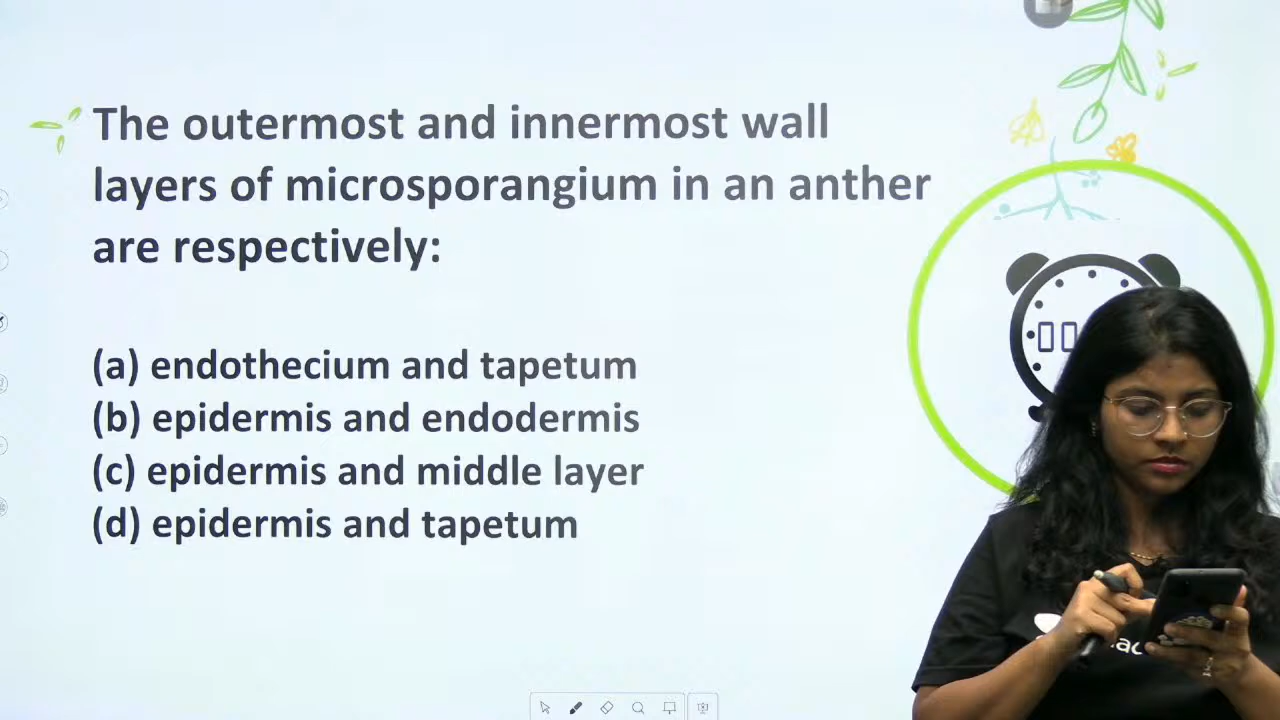 The outermost and innermost wall
layers of microsporangium in an anther
are respectively:
(a) endothecium and tapetum
(b) epidermis and endodermis
(c) epidermis and middle layer
(d) epidermis and tapetum